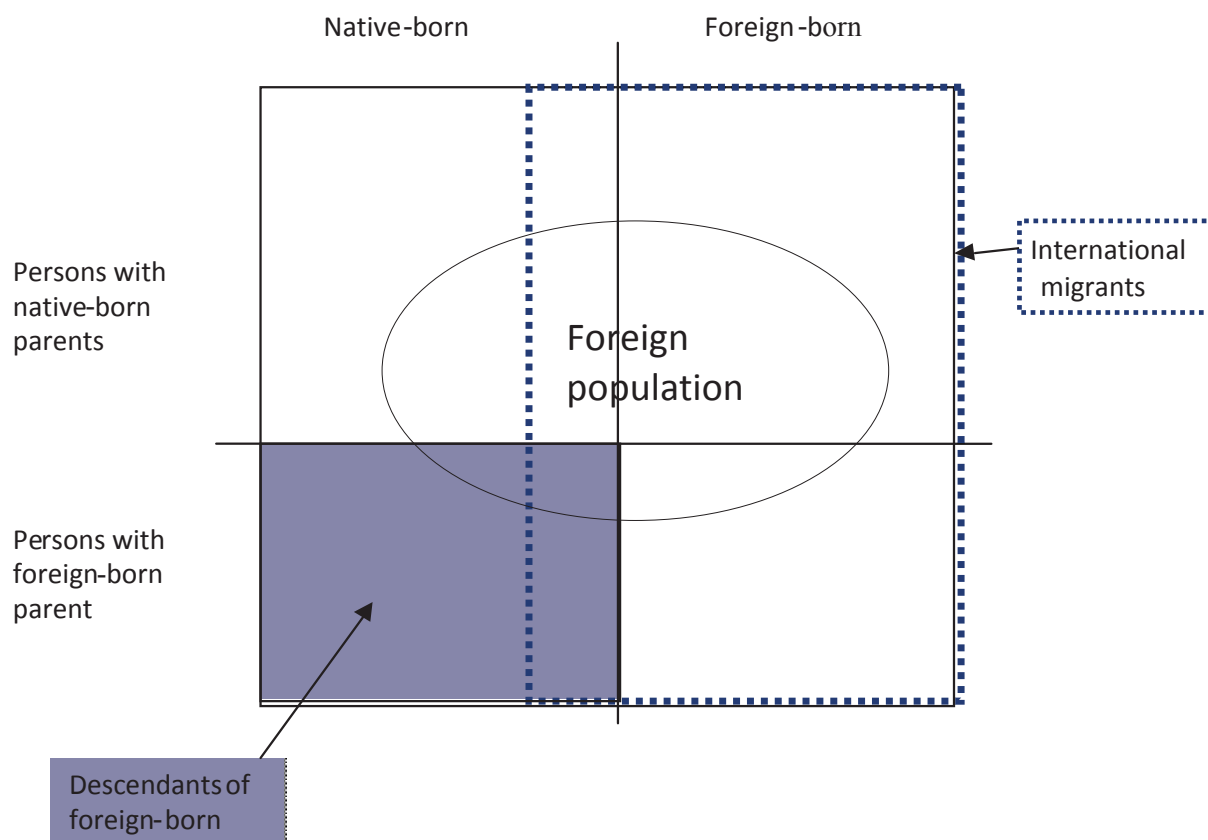 Native-born
Foreign-born
Persons with
native-born
parents
International
migrants
Foreign
population
Persons with
foreign-born
parent
Descendants of
foreign-born